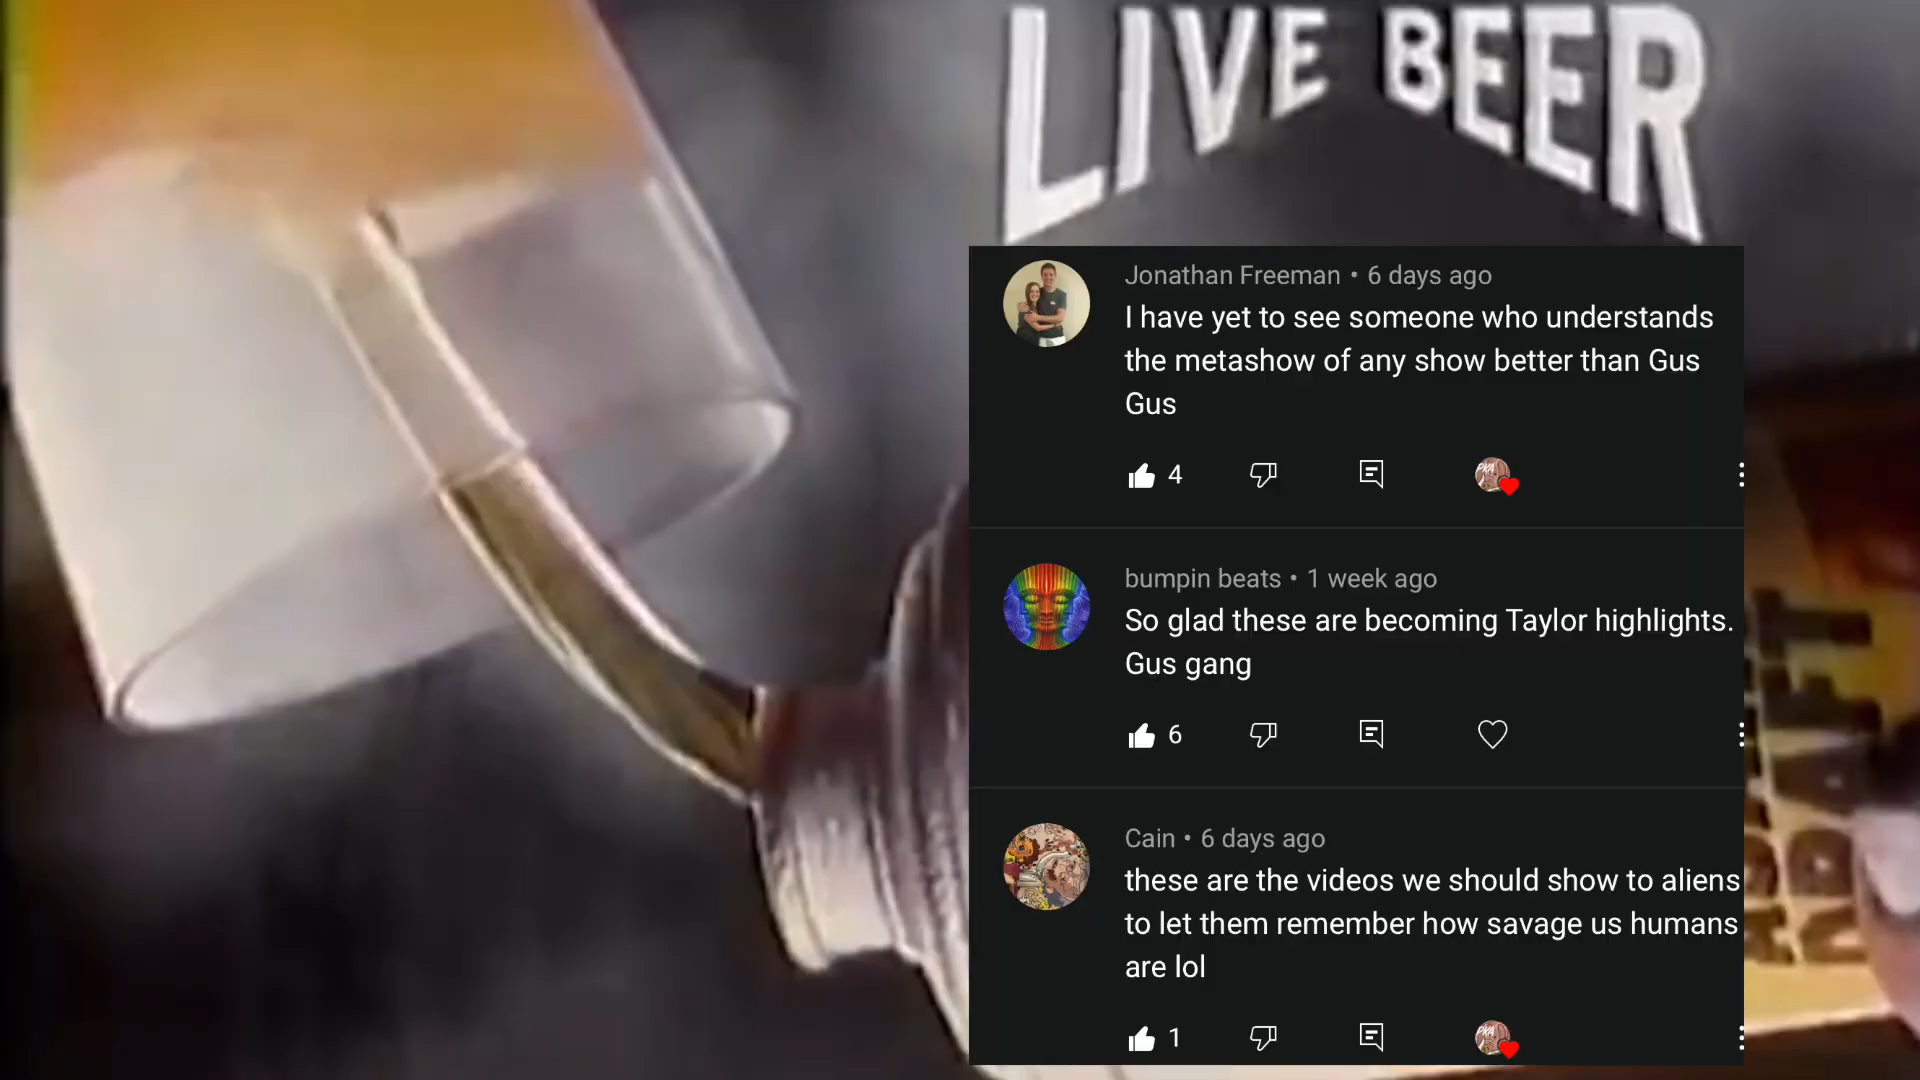 LIVE BEER
Jonathan Freeman • 6 days ago
I have yet to see someone who understands
the metashow of any show better than Gus
Gus
4
PKA
bumpin beats • 1 week ago
So glad these are becoming Taylor highlights.
Gus gang
6
Cain • 6 days ago
these are the videos we should show to aliens
to let them remember how savage us humans
are lol
1
PKA